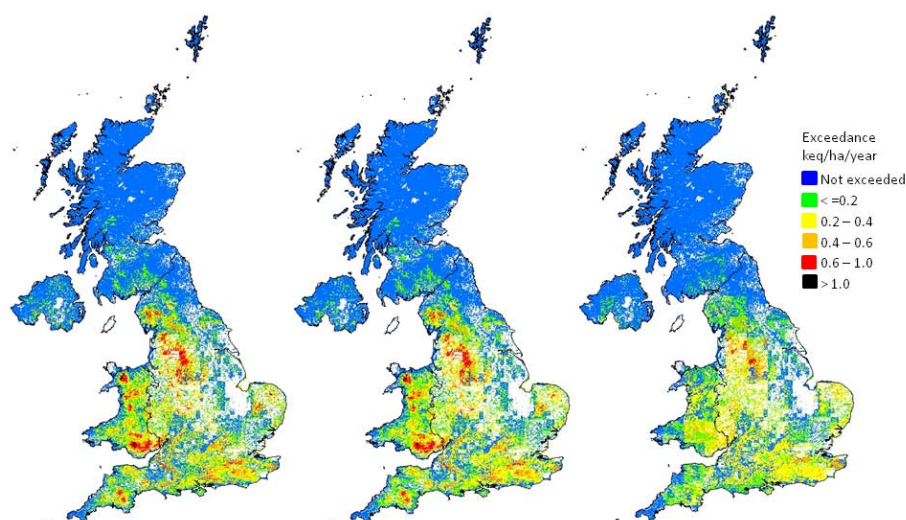 Exceedance
keq/ha/year
Not exceeded
< =0.2
0.2 – 0.4
0.4 – 0.6
0.6 – 1.0
> 1.0